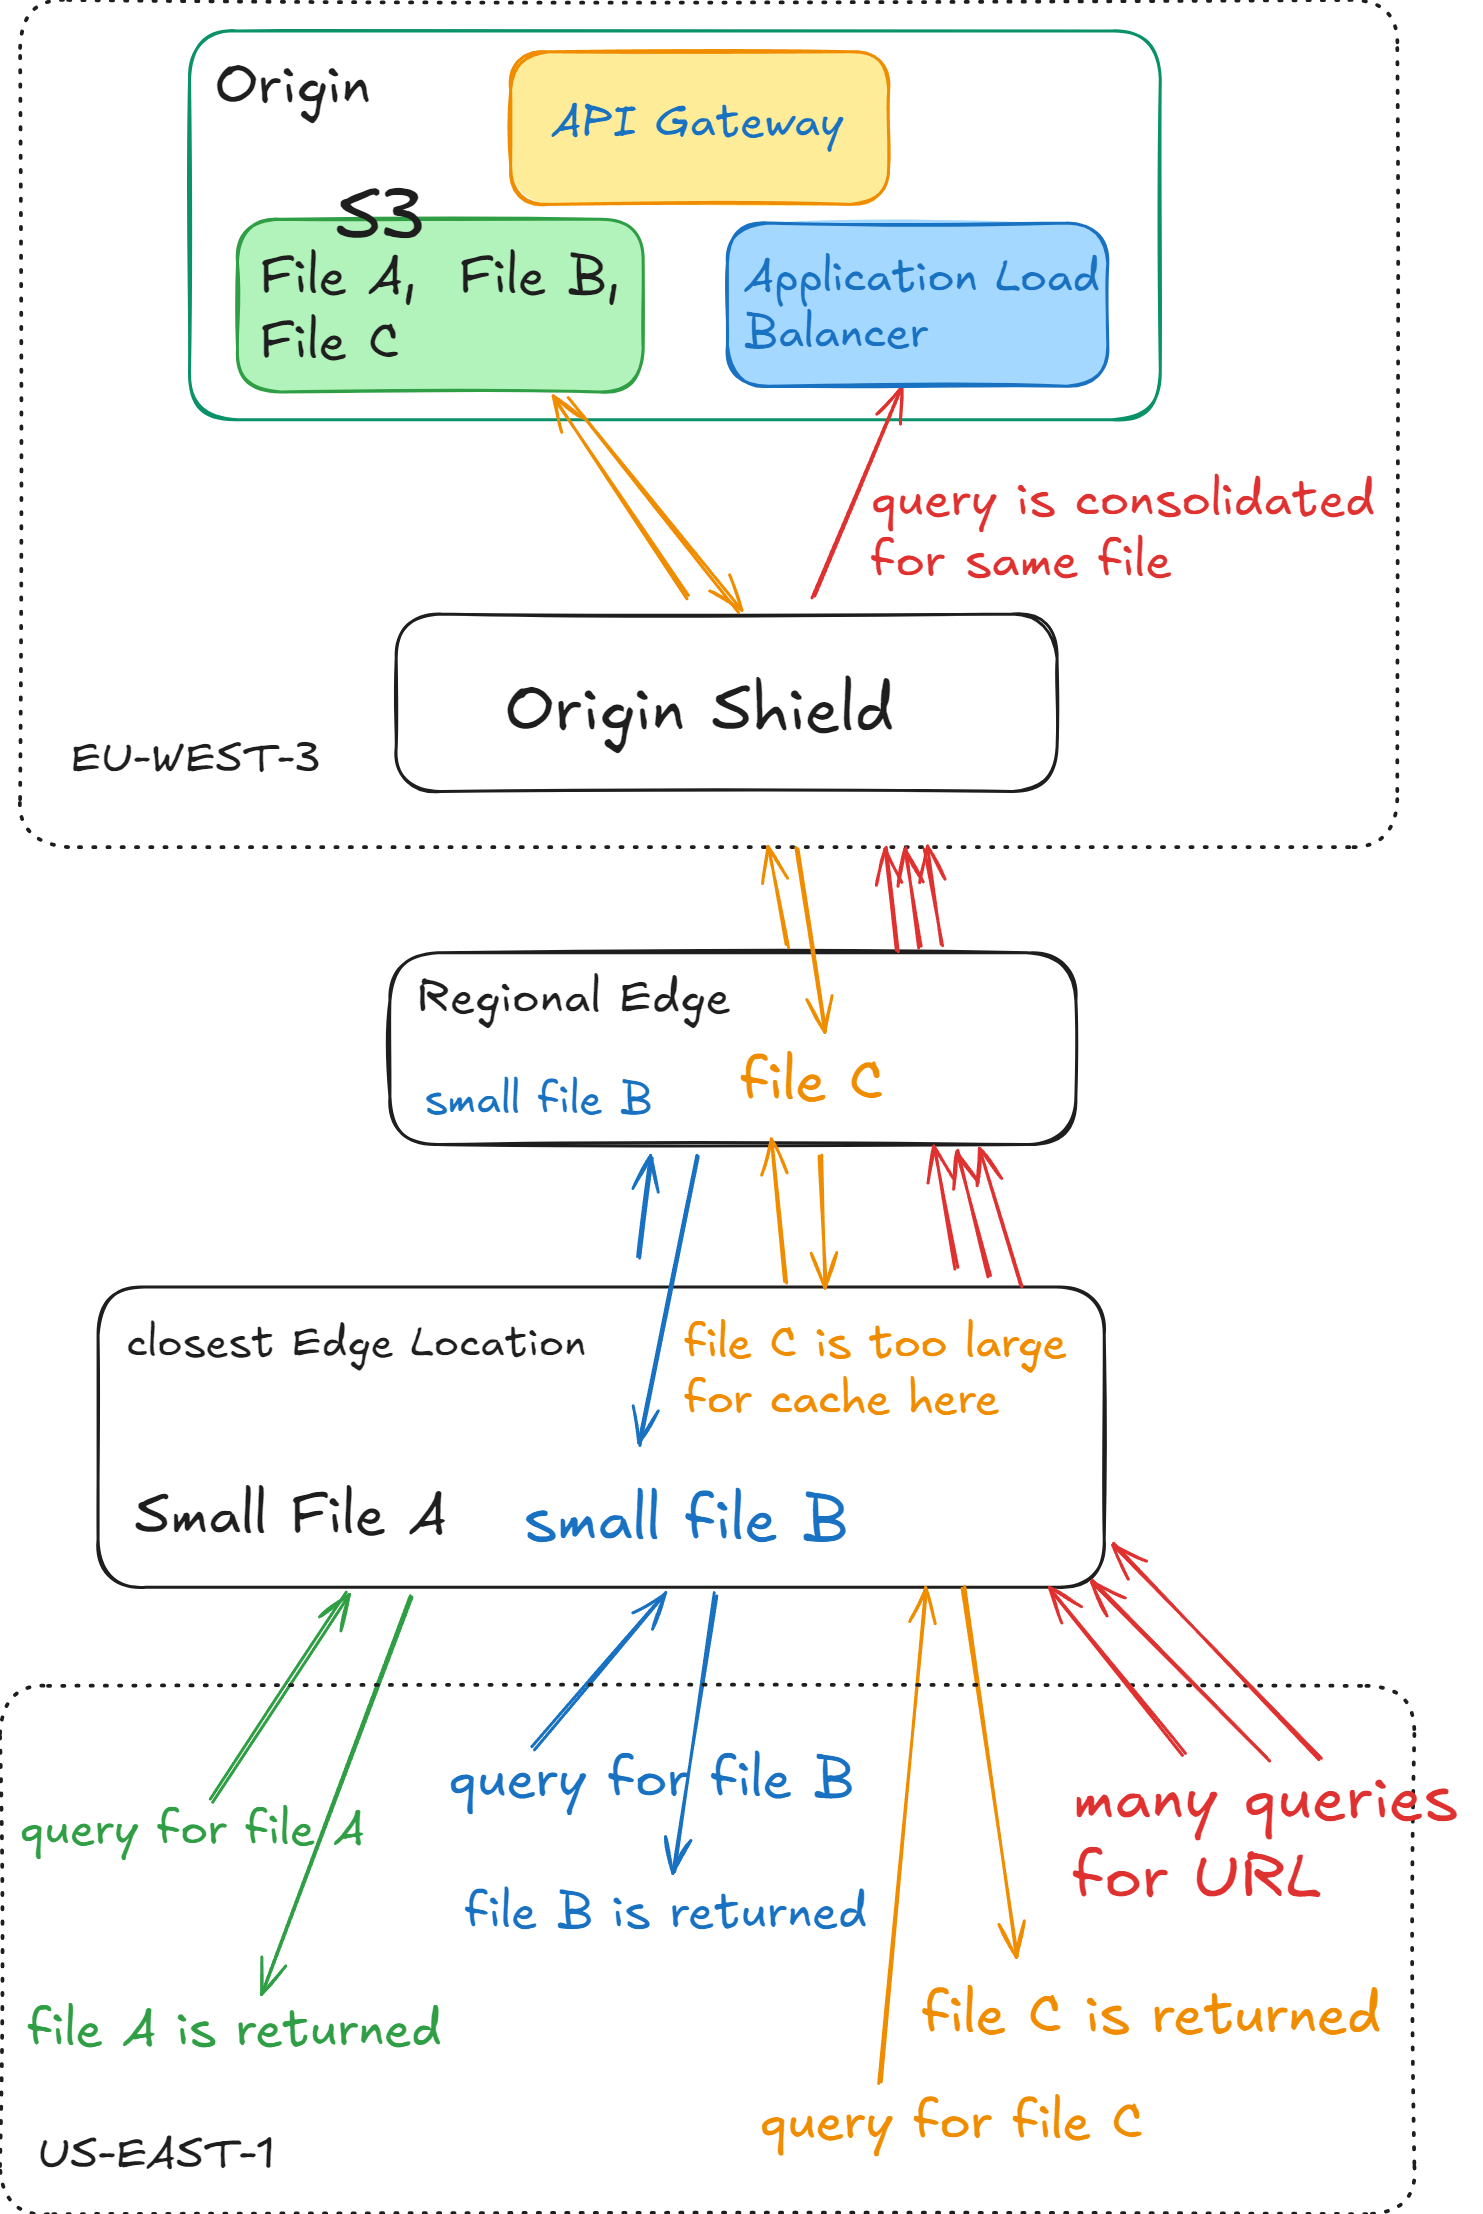 Origin
API Gateway
S3
File A, File B,
File C
Application Load
Balancer
query is consolidated
for same file
Origin Shield
EU-WEST-3
Regional Edge
small file B
file C
closest Edge Location
file C is too large
for cache here
Small File A
small file B
query for file A
query for file B
many queries
for URL
file B is returned
file A is returned
file C is returned
query for file C
US-EAST-1